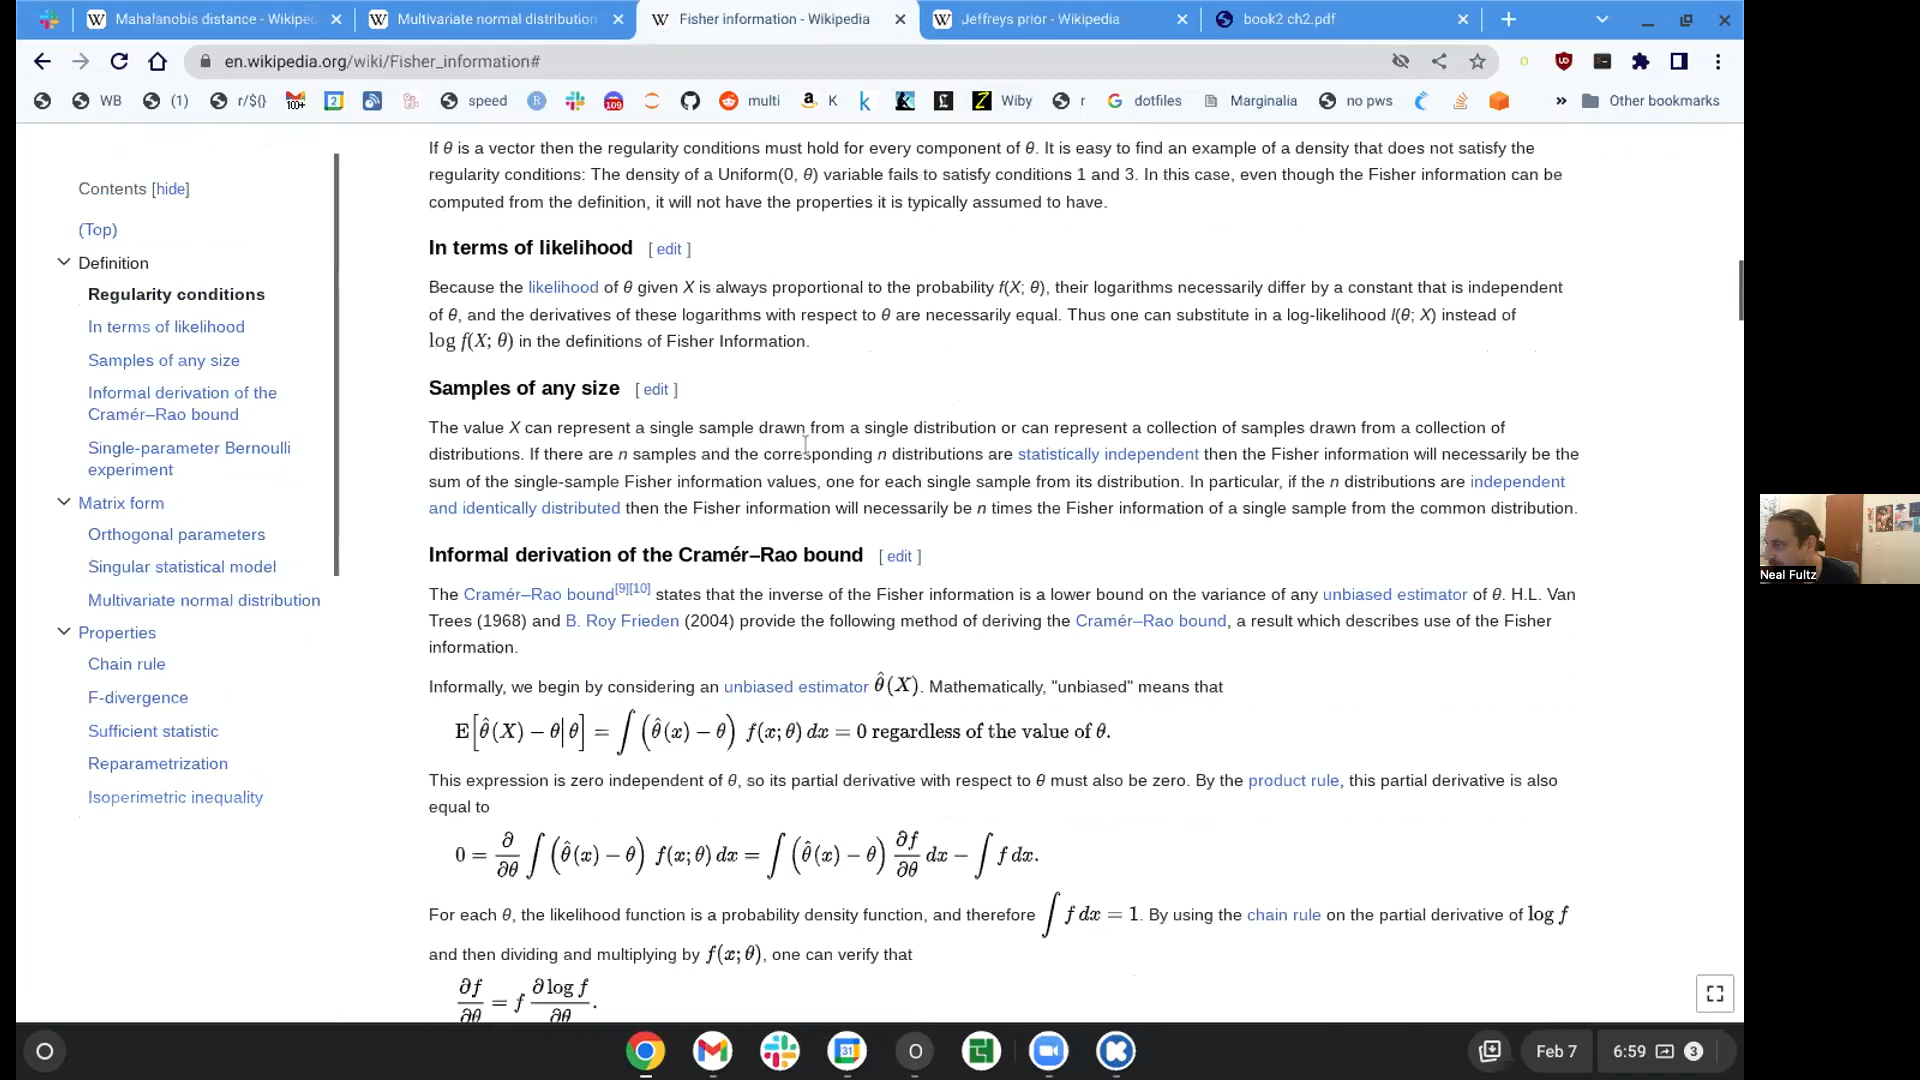 Mahalanobis distance - Wikiped
Multivariate normal distribution
Fisher information - Wikipedia
Jeffreys prior - Wikipedia
book2 ch2.pdf
en.wikipedia.org/wiki/Fisher_information#
WB
(1)
r/${}
speed
multi
K
Wiby
r
dotfiles
Marginalia
no pws
»
Other bookmarks
Contents [hide]
(Top)
Definition
Regularity conditions
In terms of likelihood
Samples of any size
Informal derivation of the
Cramér–Rao bound
Single-parameter Bernoulli
experiment
Matrix form
Orthogonal parameters
Singular statistical model
Multivariate normal distribution
Properties
Chain rule
F-divergence
Sufficient statistic
Reparametrization
Isoperimetric inequality
If θ is a vector then the regularity conditions must hold for every component of θ. It is easy to find an example of a density that does not satisfy the
regularity conditions: The density of a Uniform(0, θ) variable fails to satisfy conditions 1 and 3. In this case, even though the Fisher information can be
computed from the definition, it will not have the properties it is typically assumed to have.
In terms of likelihood [ edit ]
Because the likelihood of θ given X is always proportional to the probability f(X; θ), their logarithms necessarily differ by a constant that is independent
of θ, and the derivatives of these logarithms with respect to θ are necessarily equal. Thus one can substitute in a log-likelihood l(θ; X) instead of
log f(X; θ) in the definitions of Fisher Information.
Samples of any size [ edit ]
The value X can represent a single sample drawn from a single distribution or can represent a collection of samples drawn from a collection of
distributions. If there are n samples and the corresponding n distributions are statistically independent then the Fisher information will necessarily be the
sum of the single-sample Fisher information values, one for each single sample from its distribution. In particular, if the n distributions are independent
and identically distributed then the Fisher information will necessarily be n times the Fisher information of a single sample from the common distribution.
Informal derivation of the Cramér–Rao bound [ edit ]
The Cramér–Rao bound[9][10] states that the inverse of the Fisher information is a lower bound on the variance of any unbiased estimator of θ. H.L. Van
Trees (1968) and B. Roy Frieden (2004) provide the following method of deriving the Cramér–Rao bound, a result which describes use of the Fisher
information.
Informally, we begin by considering an unbiased estimator θ̂(X). Mathematically, "unbiased" means that
E[θ̂(X) − θ| θ] = ∫ (θ̂(x) − θ) f(x; θ) dx = 0 regardless of the value of θ.
This expression is zero independent of θ, so its partial derivative with respect to θ must also be zero. By the product rule, this partial derivative is also
equal to
0 = ∂/∂θ ∫ (θ̂(x) − θ) f(x; θ) dx = ∫ (θ̂(x) − θ) ∂f/∂θ dx − ∫ f dx.
For each θ, the likelihood function is a probability density function, and therefore ∫ f dx = 1. By using the chain rule on the partial derivative of log f
and then dividing and multiplying by f(x; θ), one can verify that
∂f/∂θ = f ∂ log f/∂θ.
Neal Fultz
Feb 7
6:59
3
31